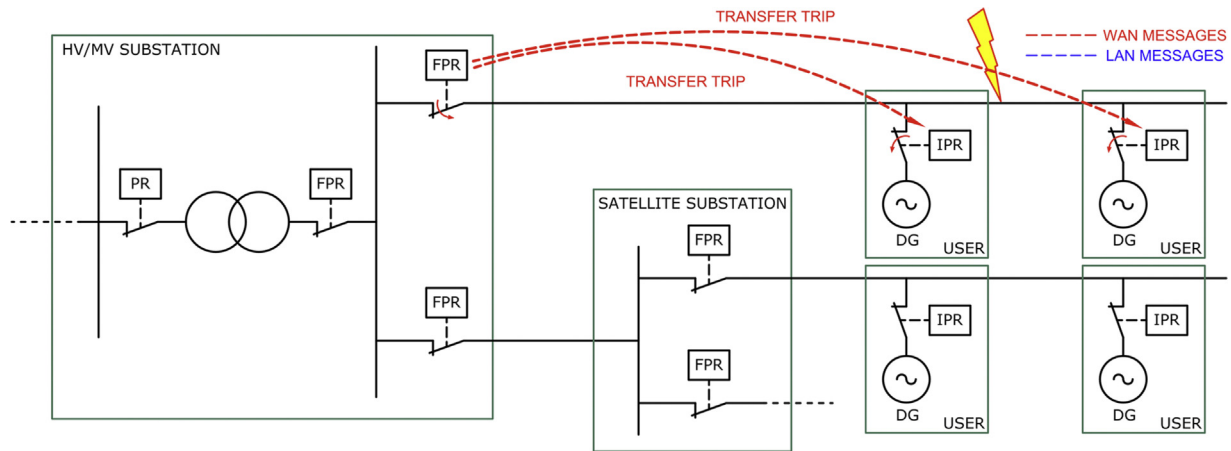 TRANSFER TRIP
WAN MESSAGES
LAN MESSAGES
HV/MV SUBSTATION
FPR
TRANSFER TRIP
IPR
IPR
PR
FPR
SATELLITE SUBSTATION
DG
USER
DG
USER
FPR
FPR
IPR
IPR
FPR
DG
USER
DG
USER